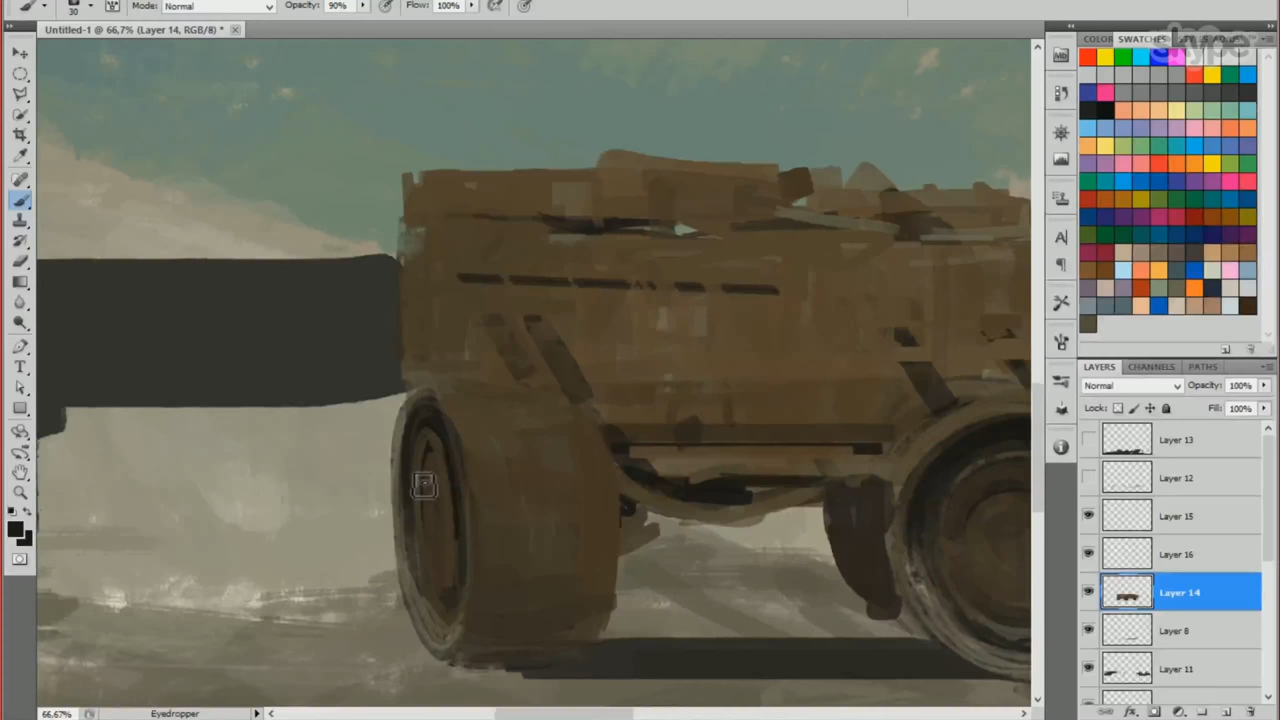 30 Mode: Normal Opacity: 90% Flow: 100%
Untitled-1 @ 66,7% (Layer 14, RGB/8) *
skype
COLOR SWATCHES
LAYERS CHANNELS PATHS
Normal Opacity: 100%
Lock: Fill: 100%
Layer 13
Layer 12
Layer 15
Layer 16
Layer 14
Layer 8
Layer 11
66,67% Eyedropper